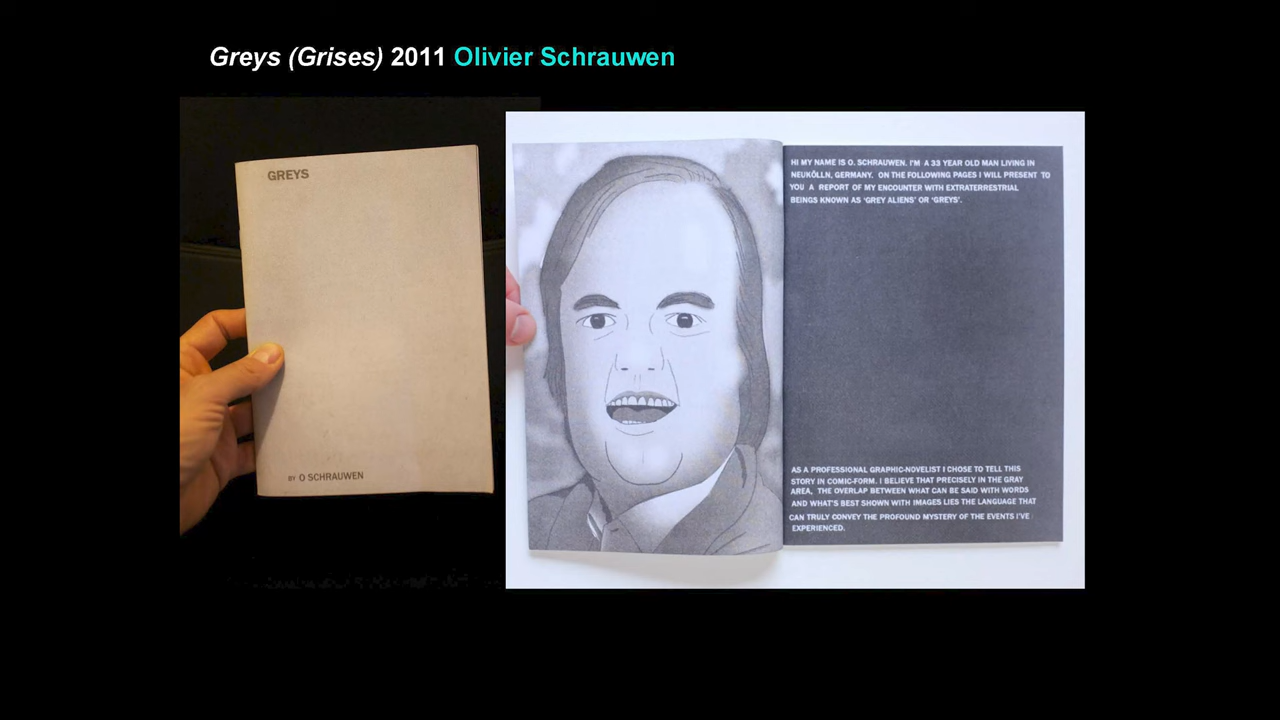 Greys (Grises) 2011 Olivier Schrauwen
GREYS
BY O SCHRAUWEN
HI MY NAME IS O. SCHRAUWEN. I'M A 33 YEAR OLD MAN LIVING IN
NEUKÖLLN, GERMANY. ON THE FOLLOWING PAGES I WILL PRESENT TO
YOU A REPORT OF MY ENCOUNTER WITH EXTRATERRESTRIAL
BEINGS KNOWN AS 'GREY ALIENS' OR 'GREYS'.
AS A PROFESSIONAL GRAPHIC-NOVELIST I CHOSE TO TELL THIS
STORY IN COMIC-FORM. I BELIEVE THAT PRECISELY IN THE GRAY
AREA, THE OVERLAP BETWEEN WHAT CAN BE SAID WITH WORDS
AND WHAT'S BEST SHOWN WITH IMAGES LIES THE LANGUAGE THAT
CAN TRULY CONVEY THE PROFOUND MYSTERY OF THE EVENTS I'VE
EXPERIENCED.